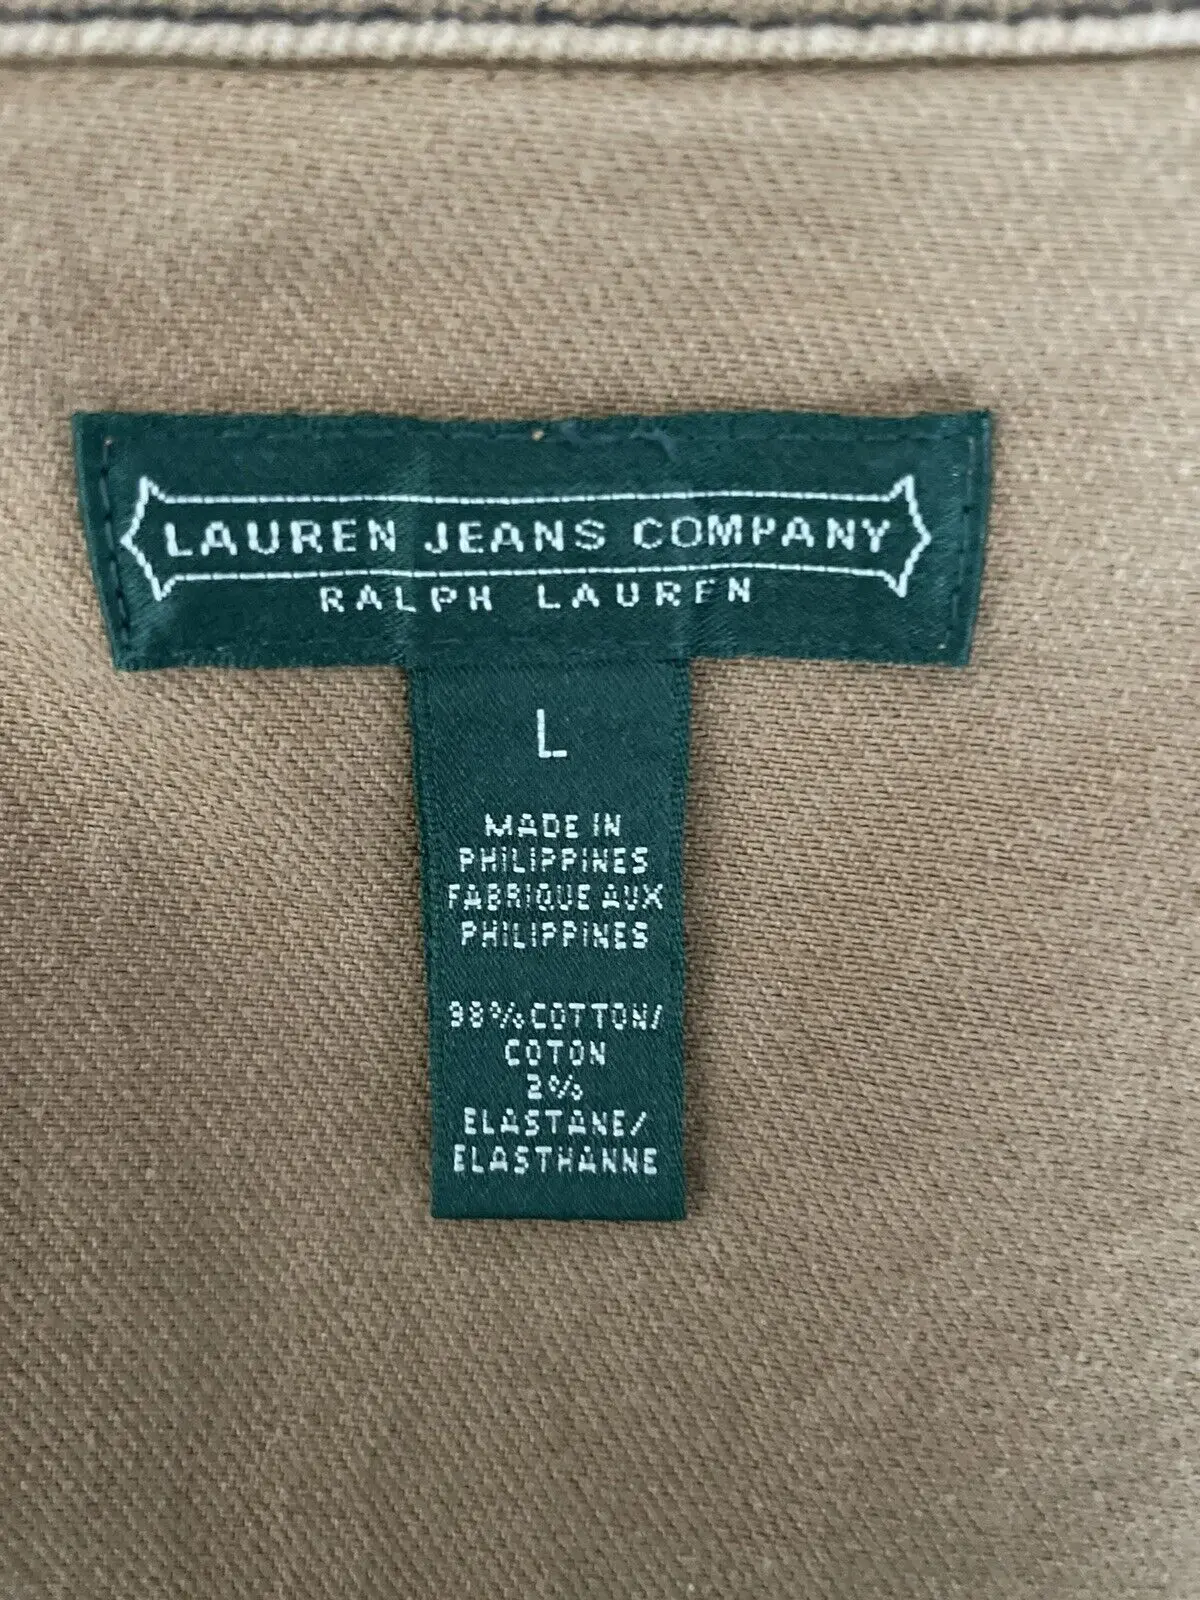 LAUREN JEANS COMPANY
RALPH LAUREN
L
MADE IN
PHILIPPINES
FABRIQUE AUX
PHILIPPINES
98% COTTON/
COTON
2%
ELASTANE/
ELASTHANNE